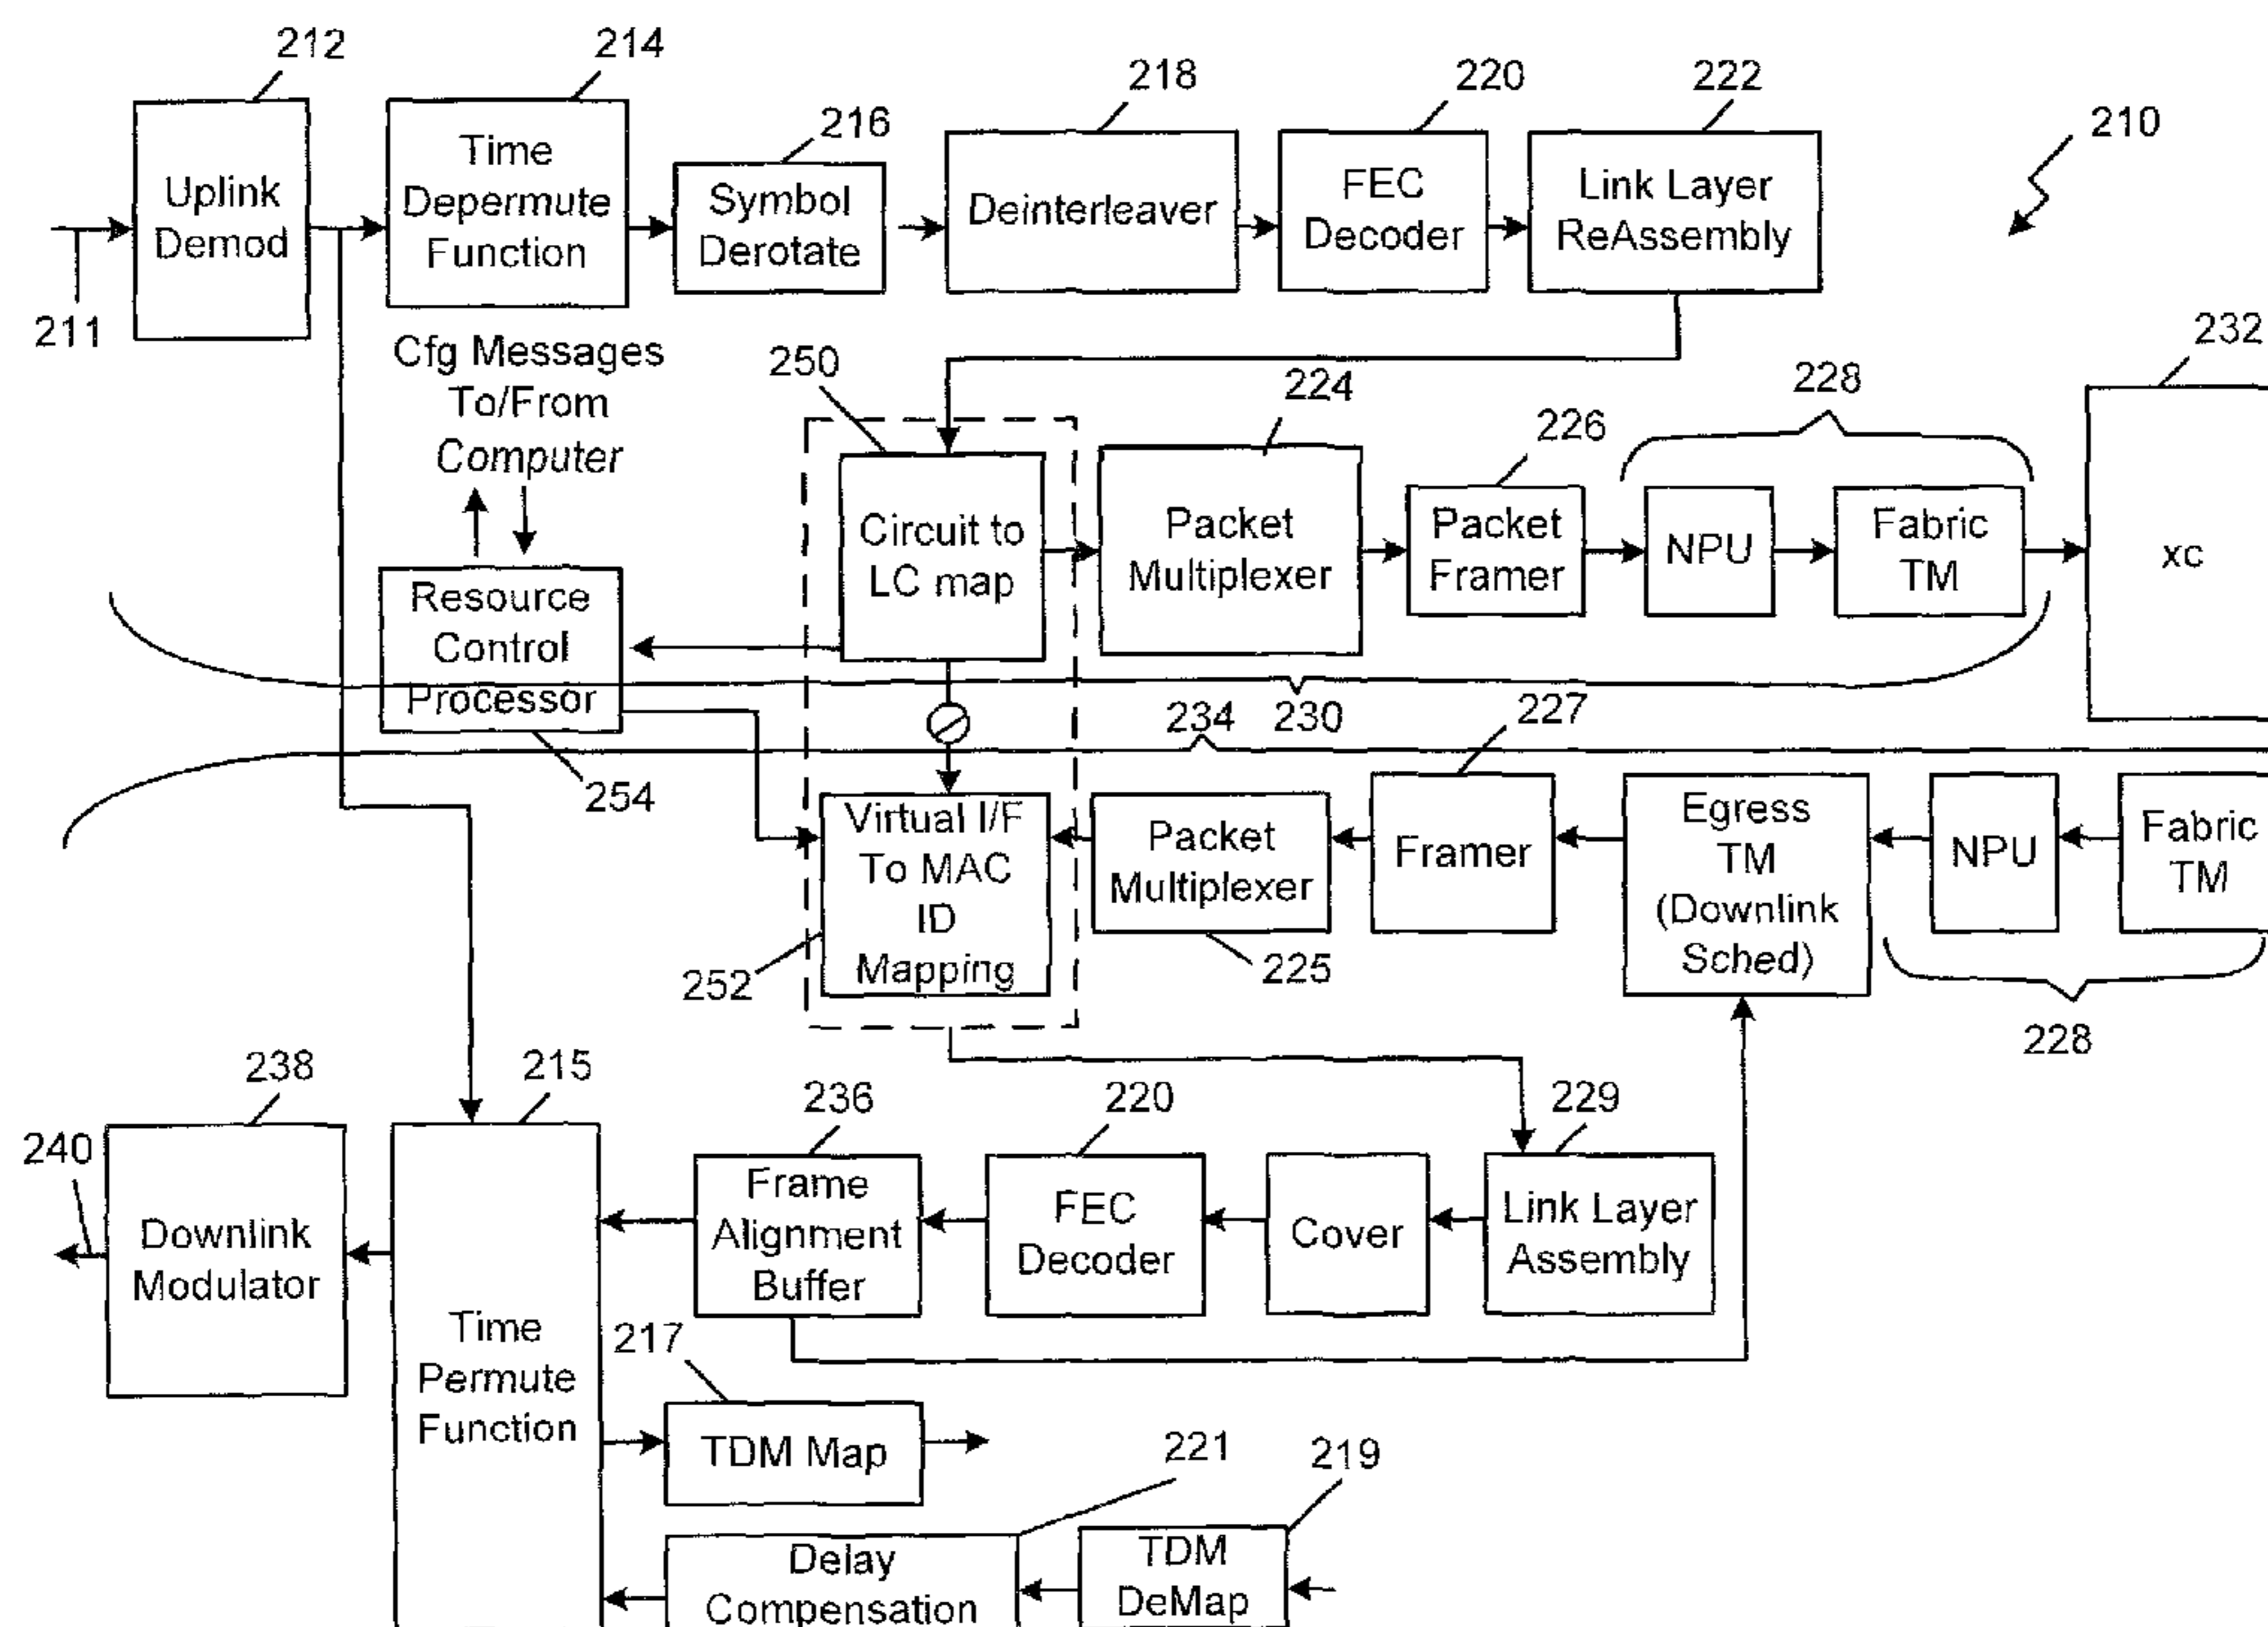 212
214
218
220
222
216
210
Uplink
Demod
Time
Depermute
Function
Symbol
Derotate
Deinterleaver
FEC
Decoder
Link Layer
ReAssembly
211
Cfg Messages
To/From
Computer
250
224
228
232
226
Circuit to
LC map
Packet
Multiplexer
Packet
Framer
NPU
Fabric
TM
xc
Resource
Control
Processor
234
230
227
254
Virtual I/F
To MAC
ID
Mapping
Packet
Multiplexer
Framer
Egress
TM
(Downlink
Sched)
NPU
Fabric
TM
252
225
228
238
215
236
220
229
240
Downlink
Modulator
Time
Permute
Function
Frame
Alignment
Buffer
FEC
Decoder
Cover
Link Layer
Assembly
217
TDM Map
221
219
Delay
Compensation
TDM
DeMap